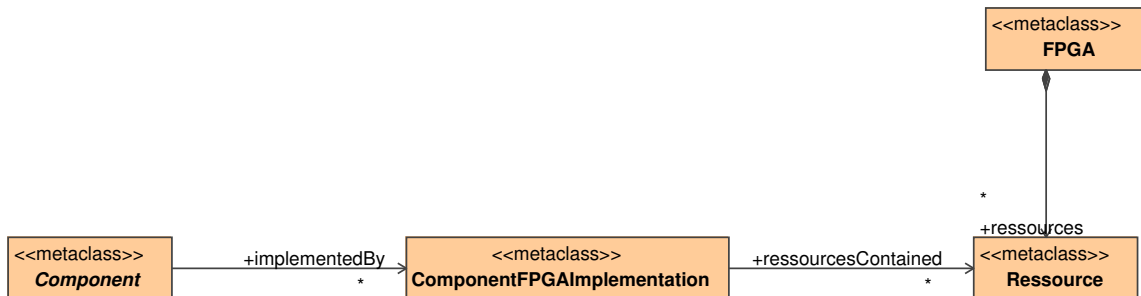 <<metaclass>>
FPGA
*
+ressources
<<metaclass>>
Component
+implementedBy
*
<<metaclass>>
ComponentFPGAImplementation
+ressourcesContained
*
<<metaclass>>
Ressource